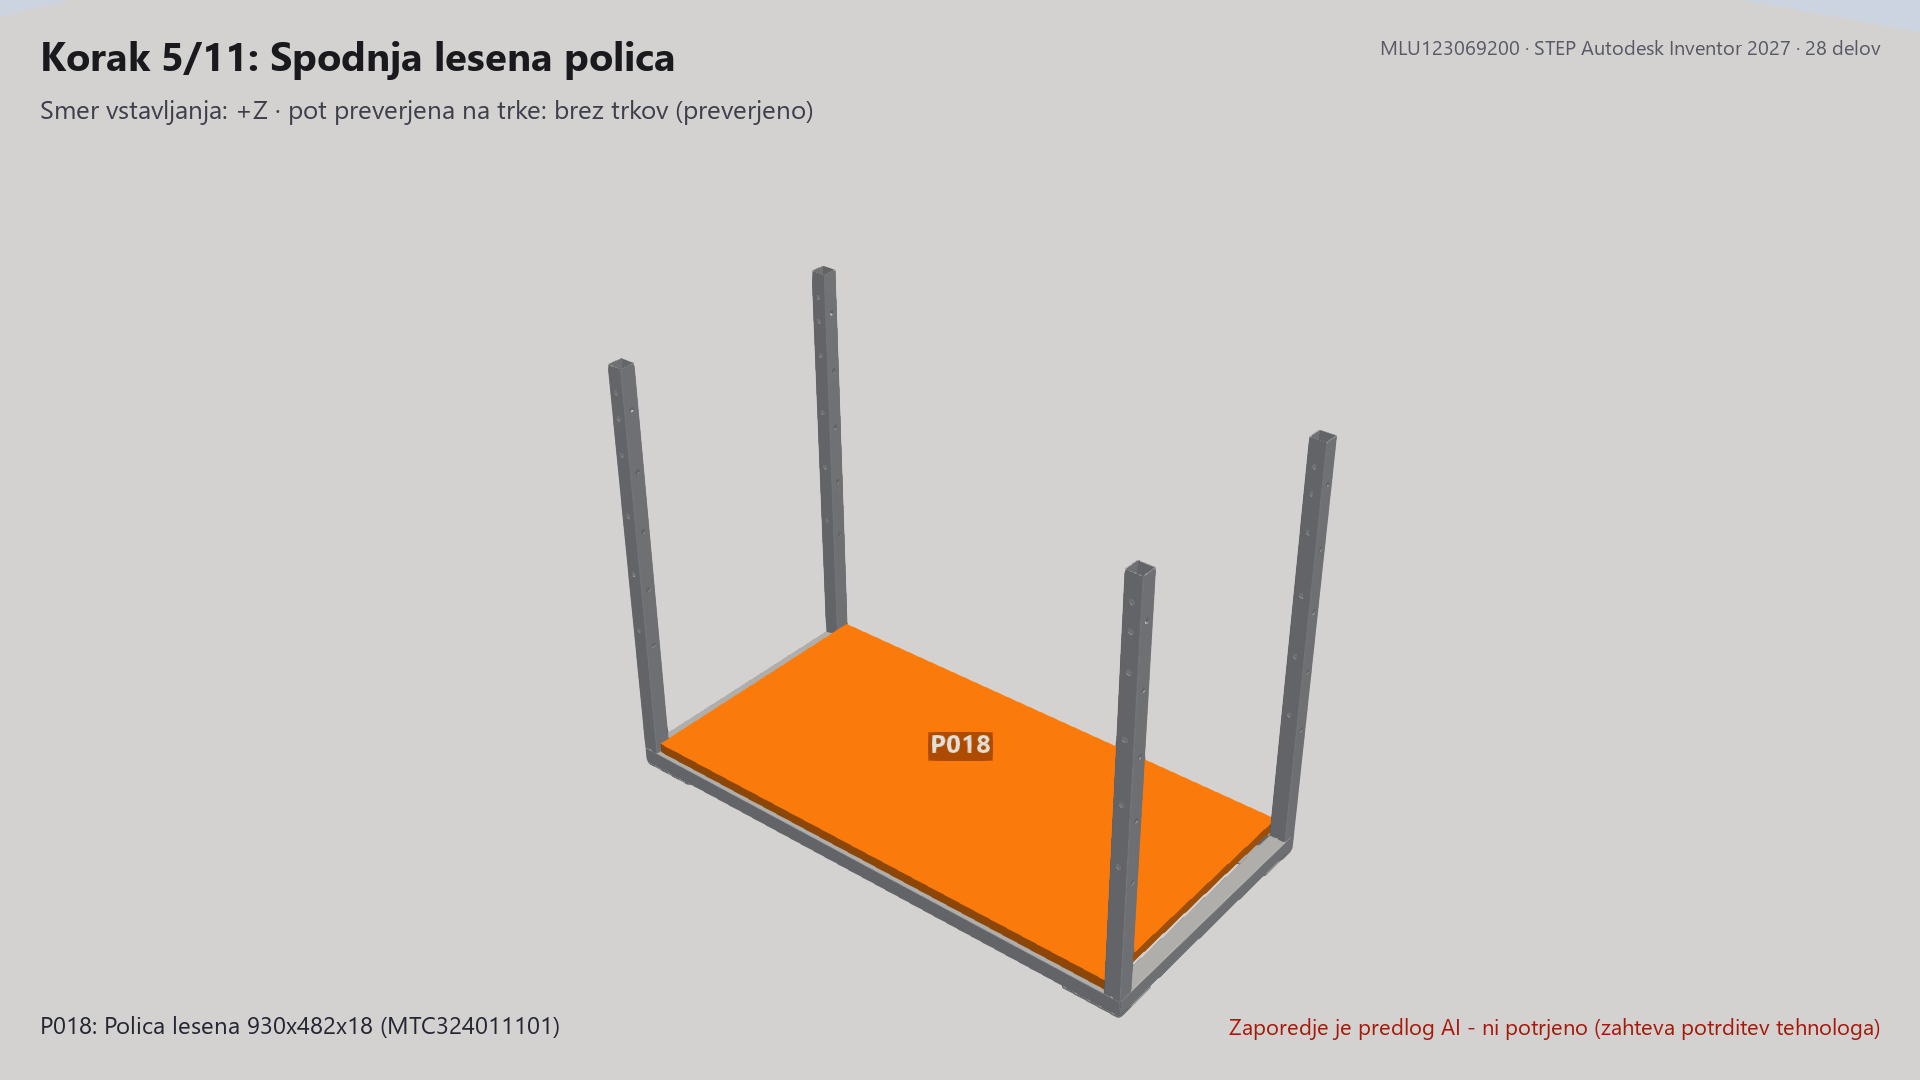 Korak 5/11: Spodnja lesena polica
MLU123069200 · STEP Autodesk Inventor 2027 · 28 delov
Smer vstavljanja: +Z · pot preverjena na trke: brez trkov (preverjeno)
P018
P018: Polica lesena 930x482x18 (MTC324011101)
Zaporedje je predlog AI - ni potrjeno (zahteva potrditev tehnologa)